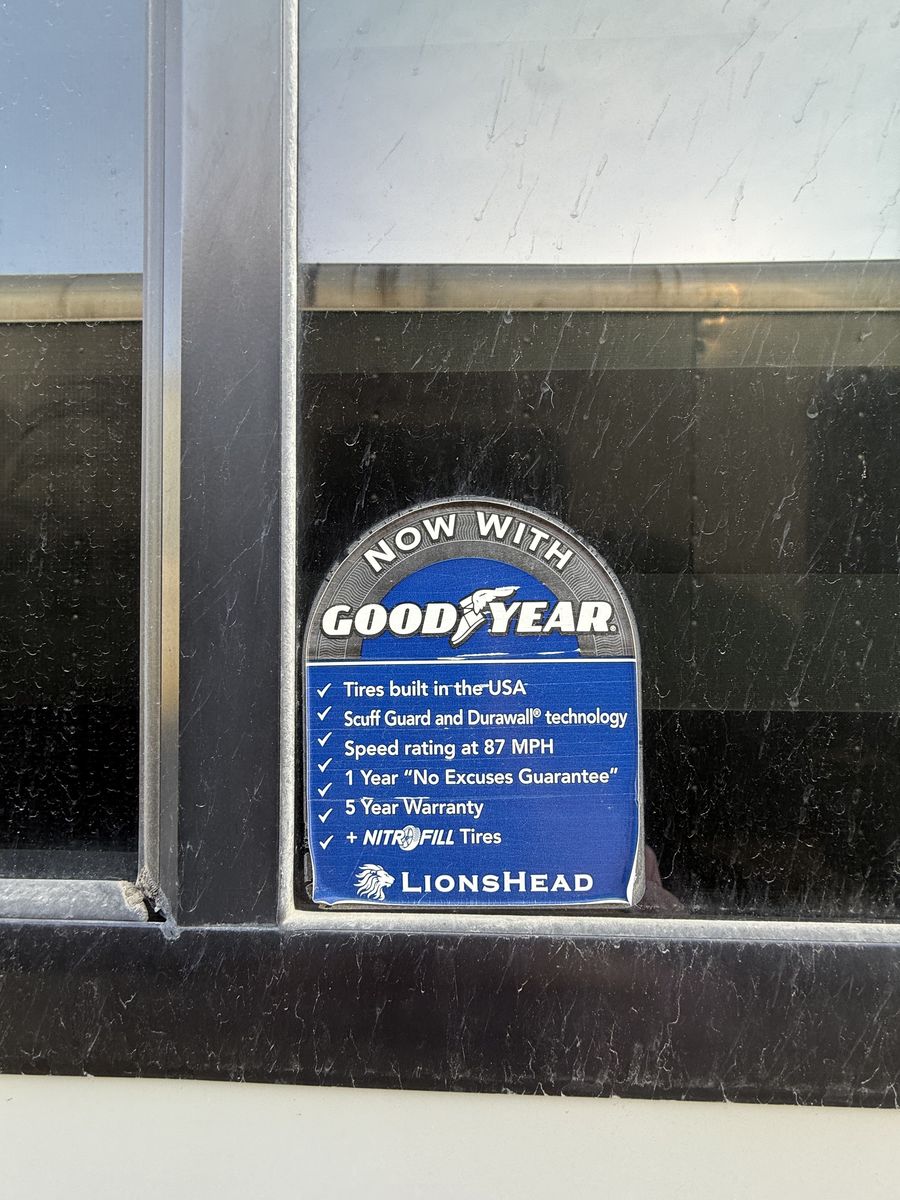 NOW WITH
GOODYEAR.
✓ Tires built in the USA
✓ Scuff Guard and Durawall® technology
✓ Speed rating at 87 MPH
✓ 1 Year “No Excuses Guarantee”
✓ 5 Year Warranty
✓ + NITROFILL Tires
LIONSHEAD